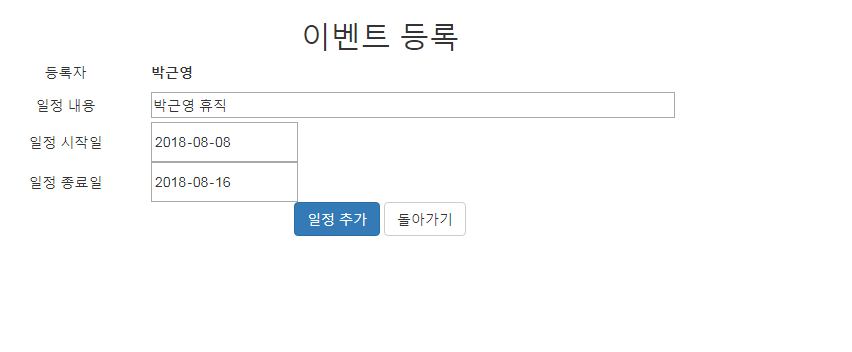 이벤트 등록
등록자 박근영
일정 내용 박근영 휴직
일정 시작일 2018-08-08
일정 종료일 2018-08-16
일정 추가 돌아가기